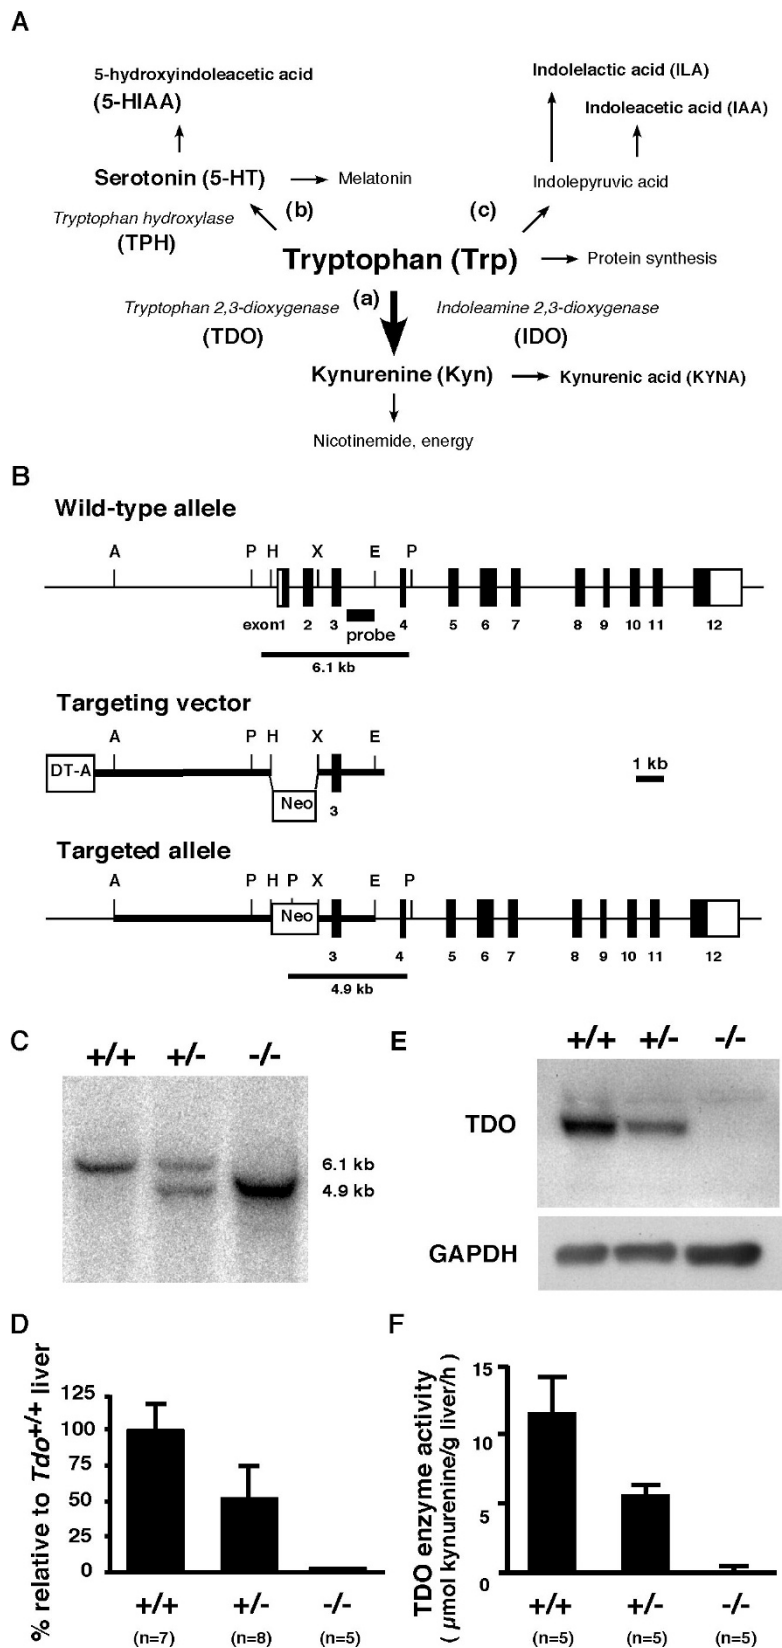 A
5-hydroxyindoleacetic acid
(5-HIAA)
Indolelactic acid (ILA)
Indoleacetic acid (IAA)
Serotonin (5-HT)
Melatonin
Indolepyruvic acid
Tryptophan hydroxylase
(TPH)
(b)
(c)
Tryptophan (Trp)
Protein synthesis
(a)
Tryptophan 2,3-dioxygenase
(TDO)
Indoleamine 2,3-dioxygenase
(IDO)
Kynurenine (Kyn)
Kynurenic acid (KYNA)
Nicotinemide, energy
B
Wild-type allele
A P H X E P
exon1 2 3 probe 4 5 6 7 8 9 10 11 12
6.1 kb
Targeting vector
A P H X E
DT-A Neo 3
1 kb
Targeted allele
A P H P X E P
Neo
3 4 5 6 7 8 9 10 11 12
4.9 kb
C
+/+ +/- -/-
6.1 kb
4.9 kb
E
+/+ +/- -/-
TDO
GAPDH
D
% relative to Tdo+/+ liver
125
100
75
50
25
0
+/+ +/- -/-
(n=7) (n=8) (n=5)
F
TDO enzyme activity
( µmol kynurenine/g liver/h )
15
10
5
0
+/+ +/- -/-
(n=5) (n=5) (n=5)